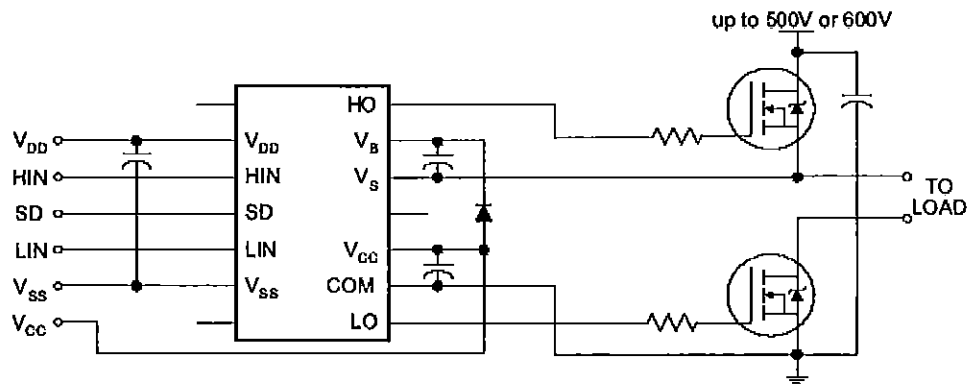 up to 500V or 600V
HO
V_DD
V_DD
V_B
HIN
HIN
V_S
TO
LOAD
SD
SD
LIN
LIN
V_CC
V_SS
V_SS
COM
V_CC
LO